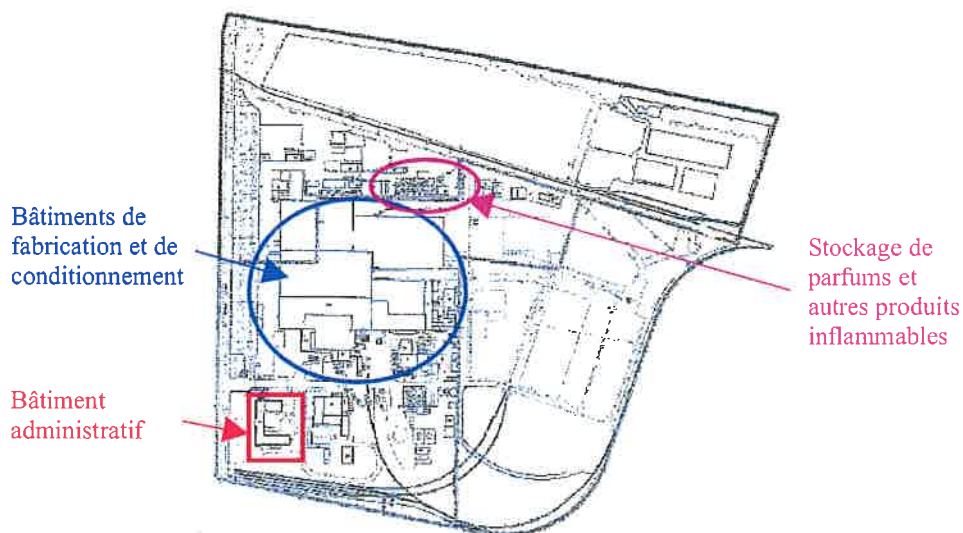 Bâtiments de
fabrication et de
conditionnement
Stockage de
parfums et
autres produits
inflammables
Bâtiment
administratif